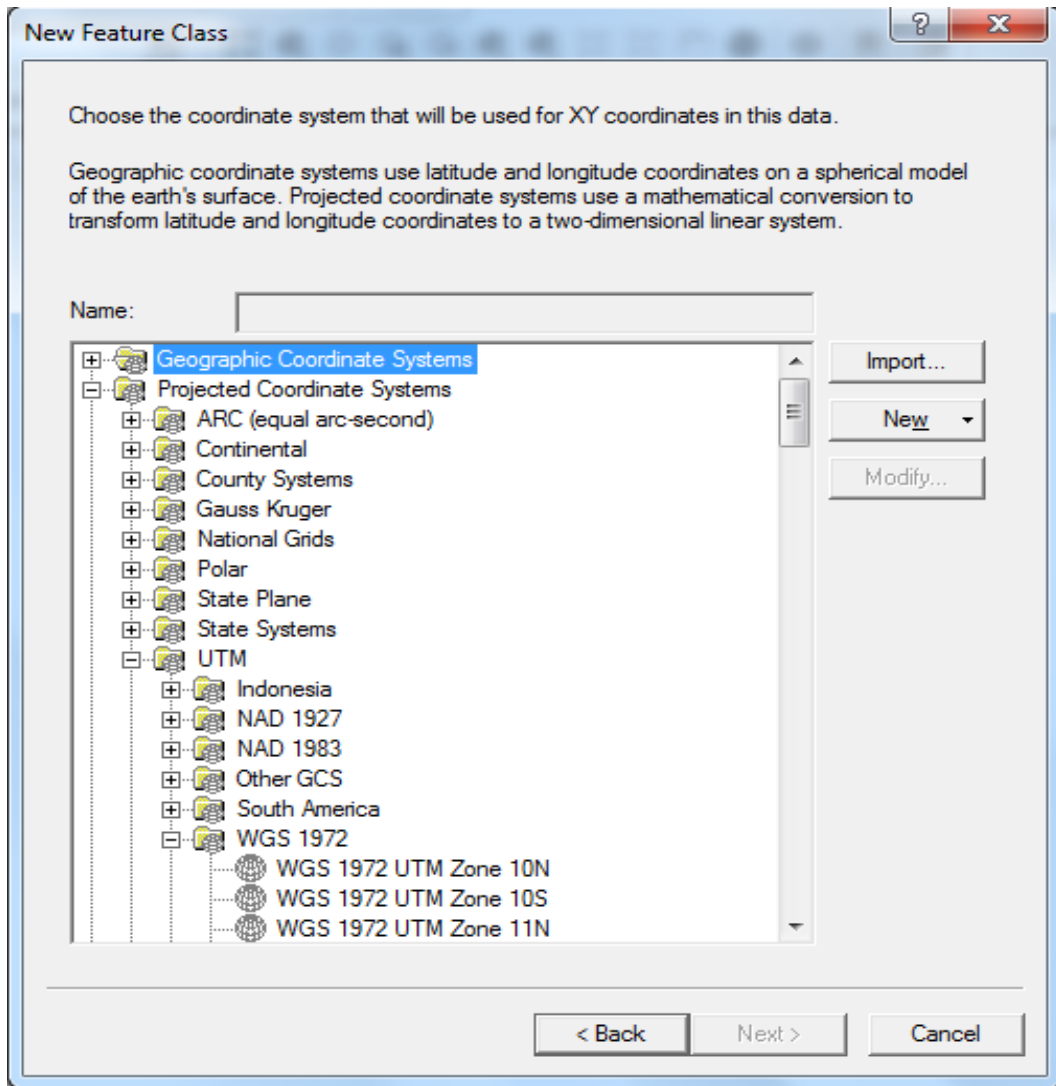 New Feature Class
?
Choose the coordinate system that will be used for XY coordinates in this data.
Geographic coordinate systems use latitude and longitude coordinates on a spherical model
of the earth's surface. Projected coordinate systems use a mathematical conversion to
transform latitude and longitude coordinates to a two-dimensional linear system.
Name:
Geographic Coordinate Systems
Projected Coordinate Systems
ARC (equal arc-second)
Continental
County Systems
Gauss Kruger
National Grids
Polar
State Plane
State Systems
UTM
Indonesia
NAD 1927
NAD 1983
Other GCS
South America
WGS 1972
WGS 1972 UTM Zone 10N
WGS 1972 UTM Zone 10S
WGS 1972 UTM Zone 11N
Import...
New
Modify...
< Back
Next >
Cancel